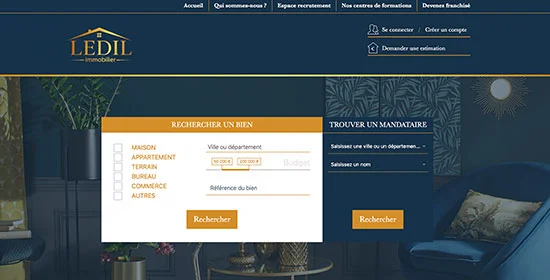 Accueil
Qui sommes-nous ?
Espace recrutement
Nos centres de formations
Devenez franchisé
LEDIL
immobilier
Se connecter / Créer un compte
Demander une estimation
RECHERCHER UN BIEN
MAISON
APPARTEMENT
TERRAIN
BUREAU
COMMERCE
AUTRES
Ville ou département
50 000 €
200 000 €
Budget
Référence du bien
Rechercher
TROUVER UN MANDATAIRE
Saisissez une ville ou un départemen...
Saisissez un nom
Rechercher